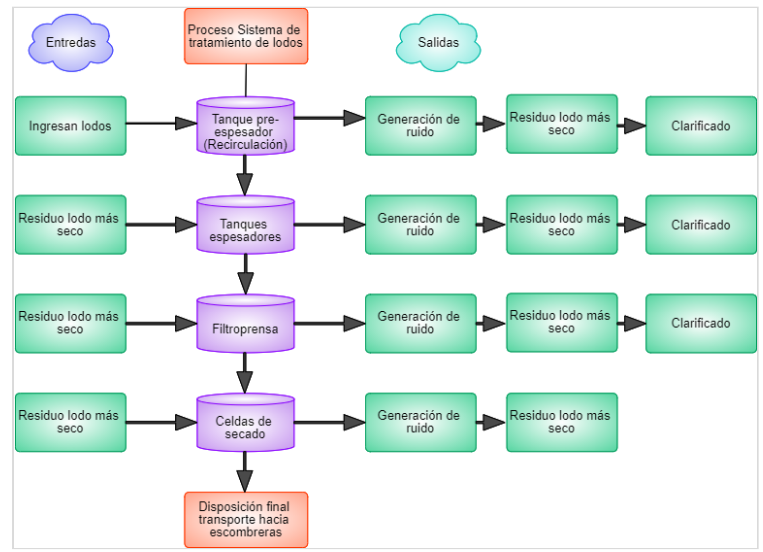 Entredas
Proceso Sistema de
tratamiento de lodos
Salidas
Ingresan lodos
Tanque pre-
espesador
(Recirculación)
Generación de
ruido
Residuo lodo más
seco
Clarificado
Residuo lodo más
seco
Tanques
espesadores
Generación de
ruido
Residuo lodo más
seco
Clarificado
Residuo lodo más
seco
Filtroprensa
Generación de
ruido
Residuo lodo más
seco
Clarificado
Residuo lodo más
seco
Celdas de
secado
Generación de
ruido
Residuo lodo más
seco
Disposición final
transporte hacia
escombreras